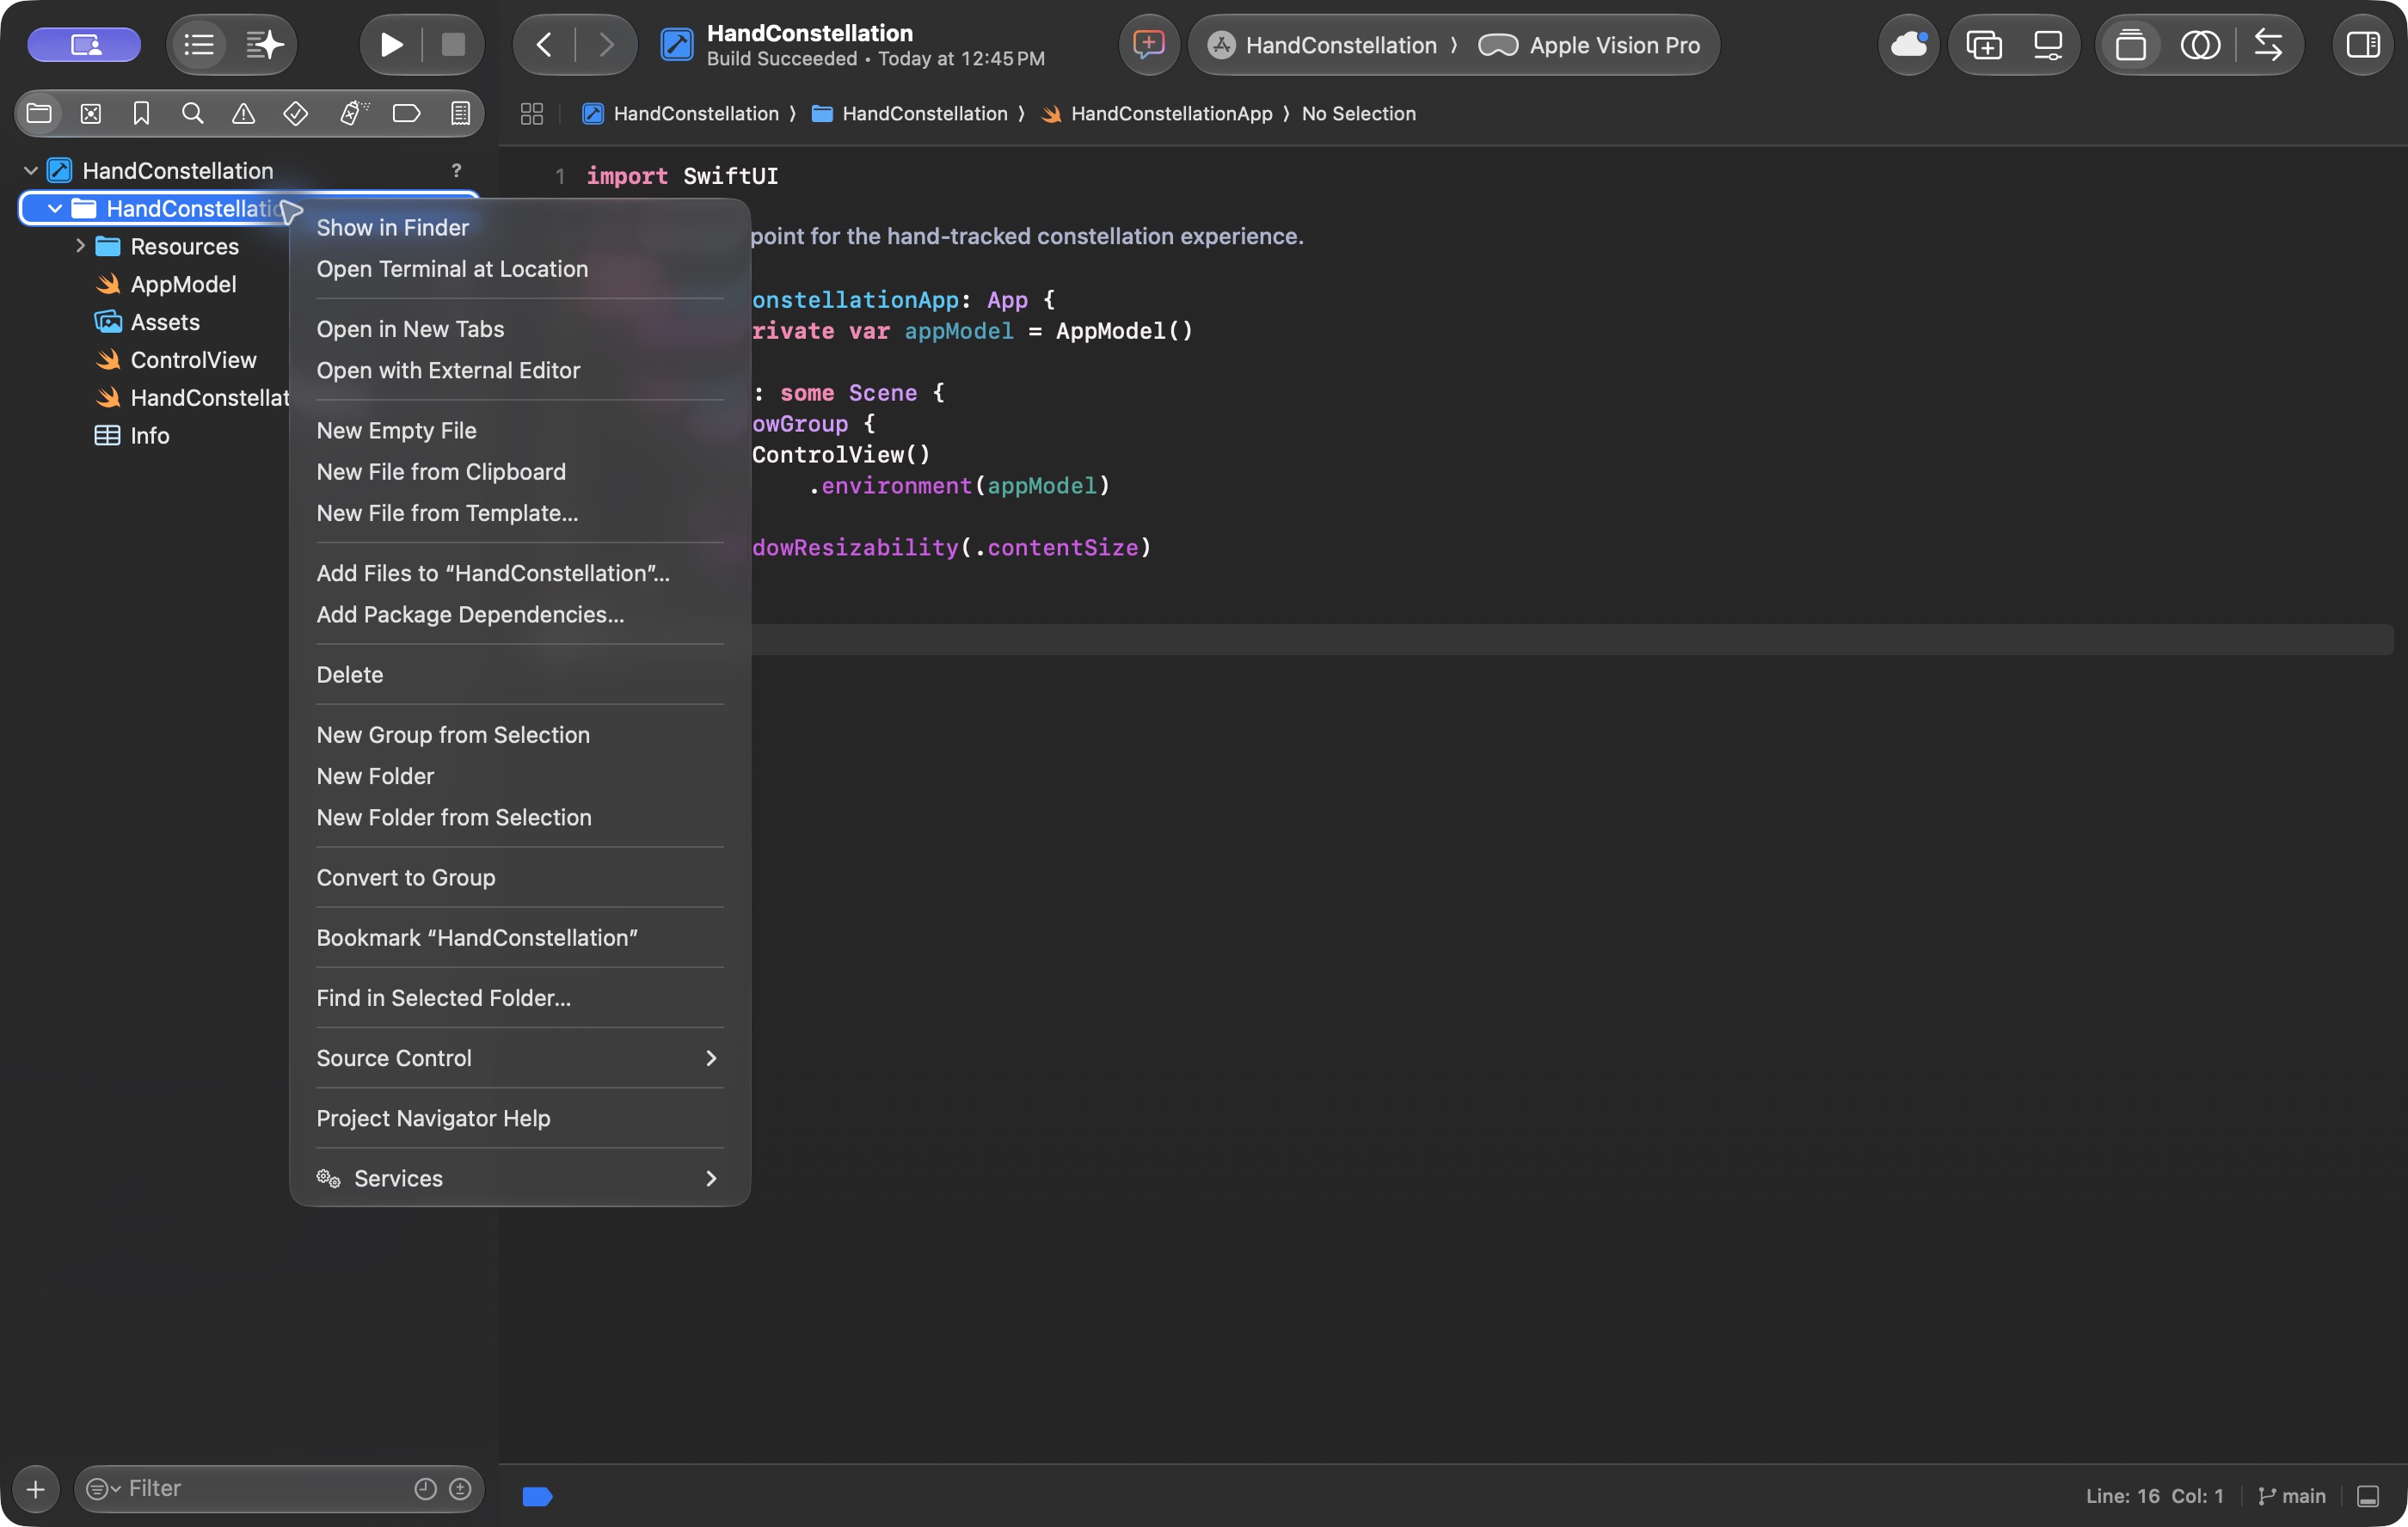 HandConstellation
Build Succeeded • Today at 12:45 PM
HandConstellation 〉 Apple Vision Pro
HandConstellation 〉 HandConstellation 〉 HandConstellationApp 〉 No Selection
HandConstellation ?
HandConstellatio
Resources
AppModel
Assets
ControlView
HandConstellat
Info
Show in Finder
Open Terminal at Location
Open in New Tabs
Open with External Editor
New Empty File
New File from Clipboard
New File from Template...
Add Files to “HandConstellation”...
Add Package Dependencies...
Delete
New Group from Selection
New Folder
New Folder from Selection
Convert to Group
Bookmark “HandConstellation”
Find in Selected Folder...
Source Control
Project Navigator Help
Services
1 import SwiftUI
point for the hand-tracked constellation experience.
onstellationApp: App {
rivate var appModel = AppModel()
: some Scene {
owGroup {
ControlView()
.environment(appModel)
dowResizability(.contentSize)
Filter
Line: 16 Col: 1
main